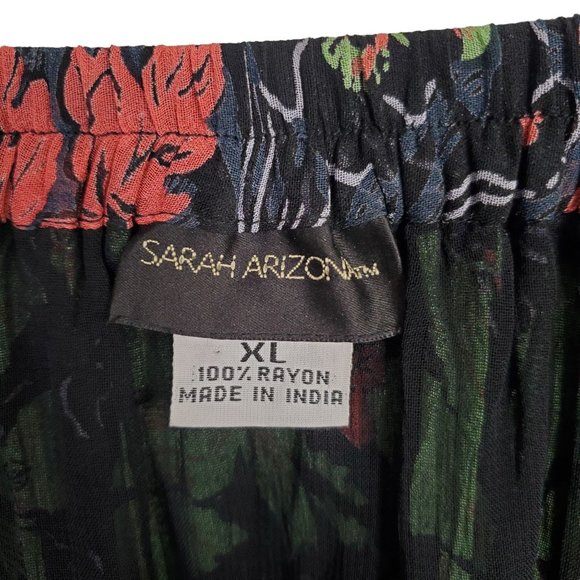 SARAH ARIZONA™
XL
100% RAYON
MADE IN INDIA